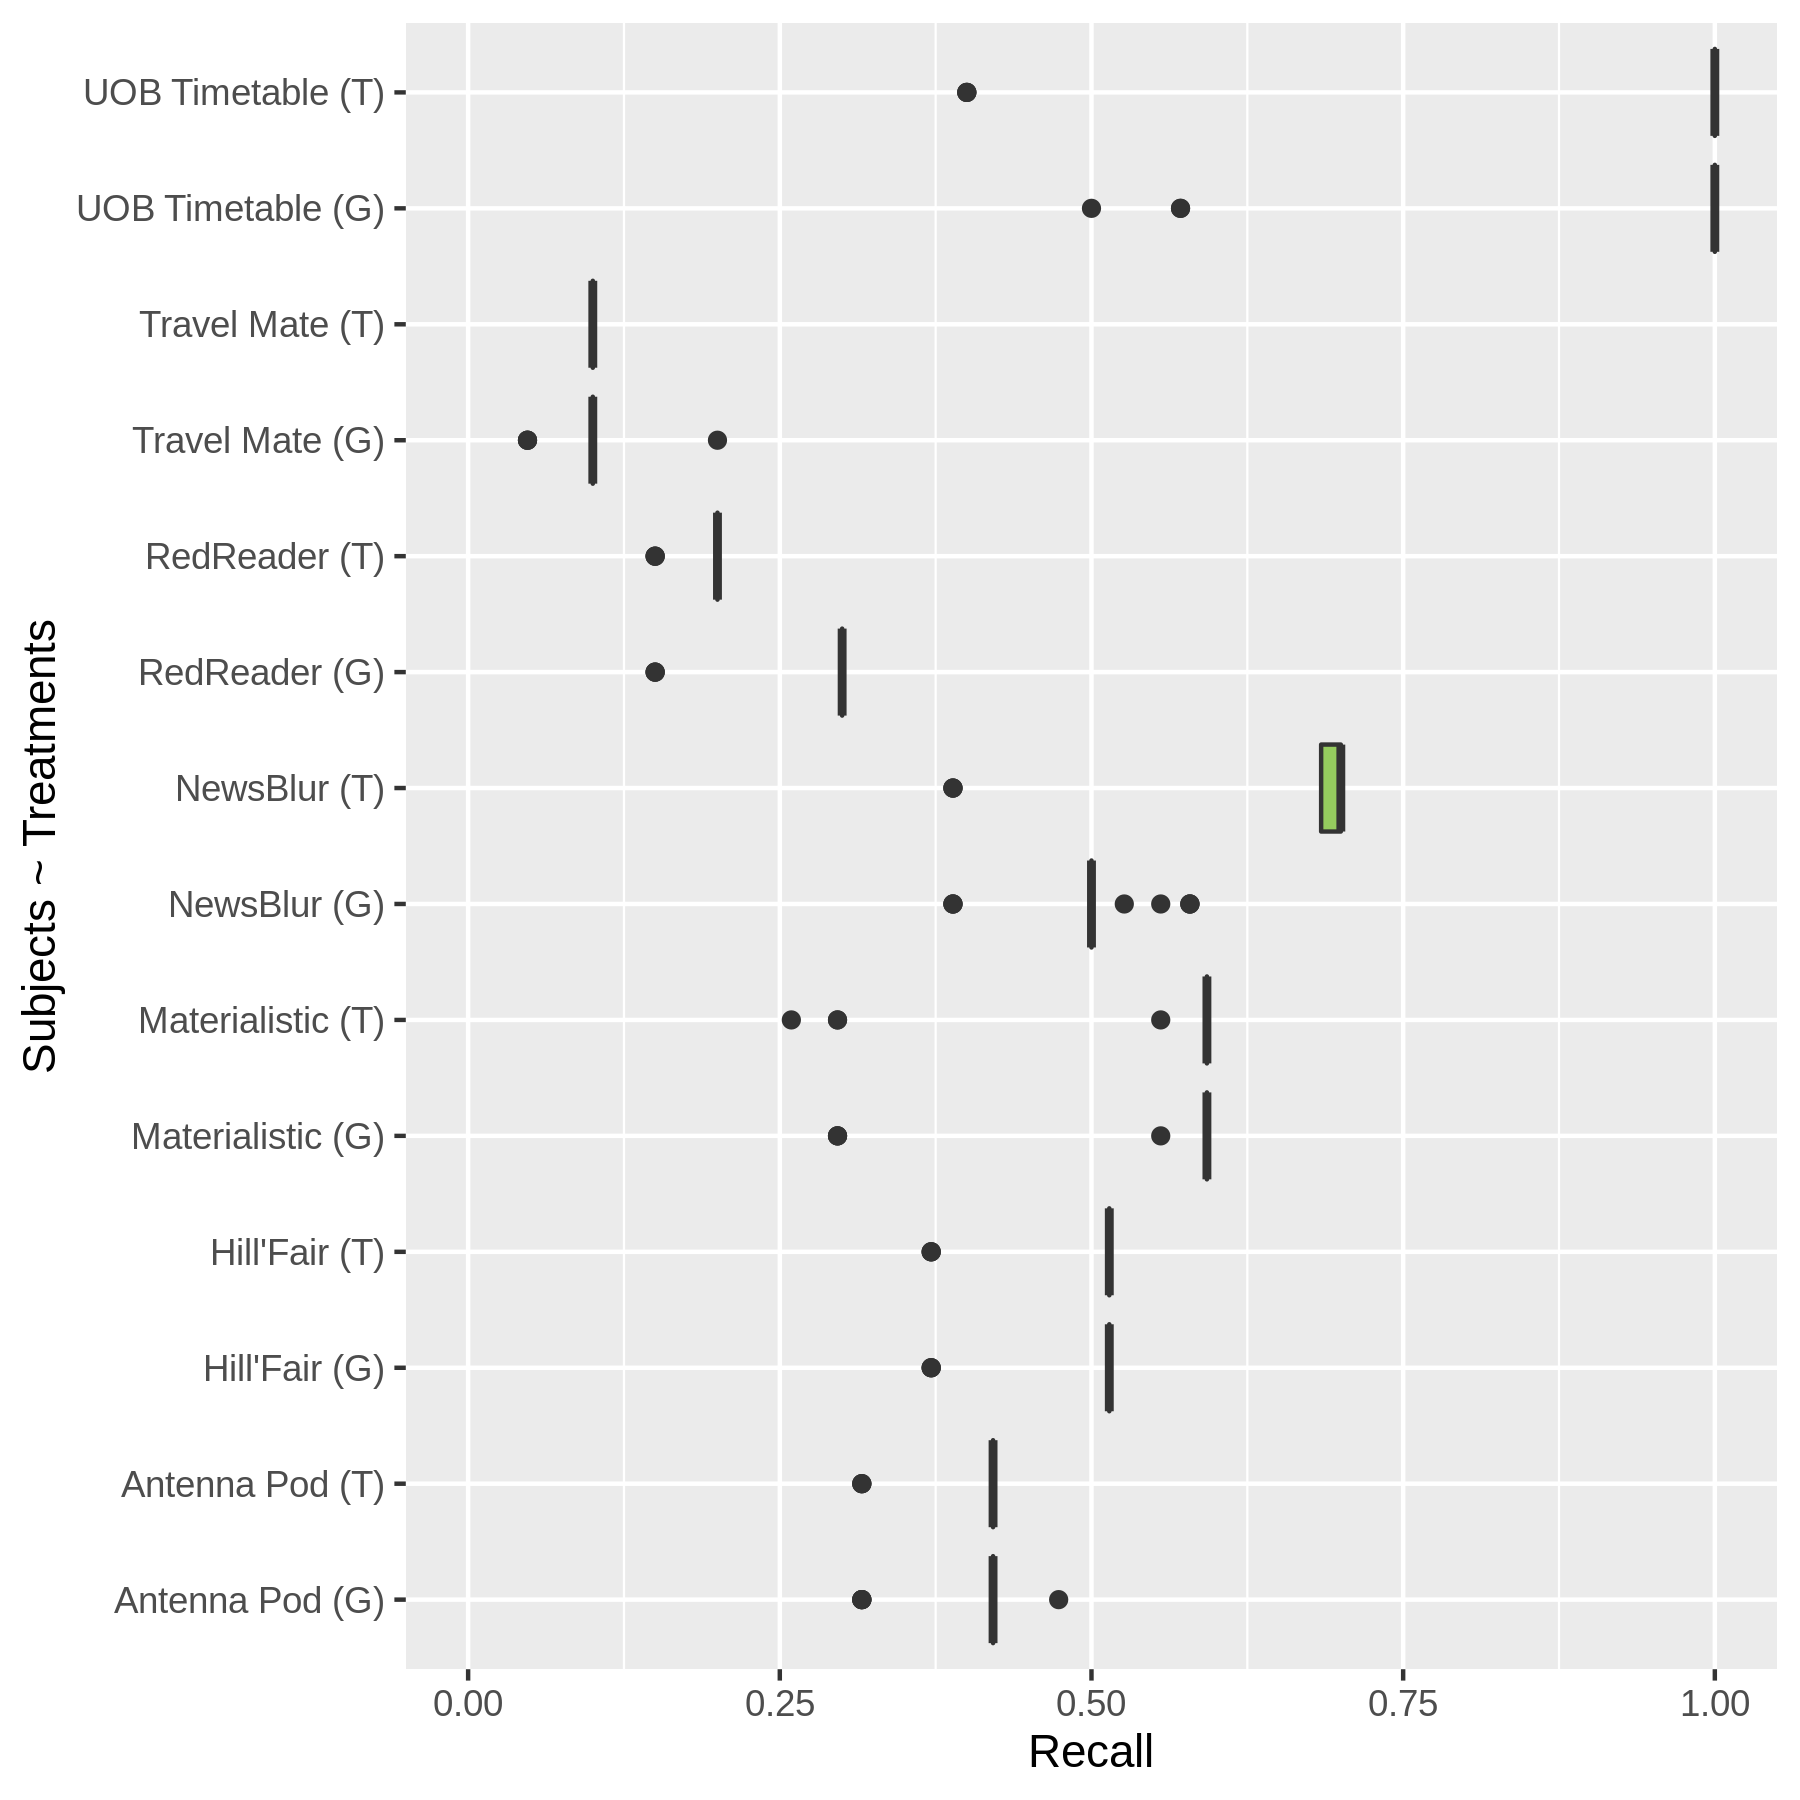 Subjects ~ Treatments
UOB Timetable (T)
UOB Timetable (G)
Travel Mate (T)
Travel Mate (G)
RedReader (T)
RedReader (G)
NewsBlur (T)
NewsBlur (G)
Materialistic (T)
Materialistic (G)
Hill'Fair (T)
Hill'Fair (G)
Antenna Pod (T)
Antenna Pod (G)
0.00 0.25 0.50 0.75 1.00
Recall